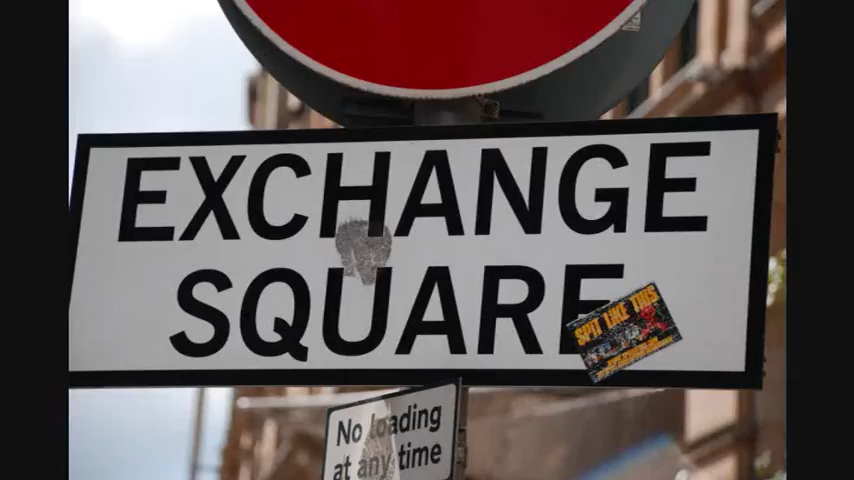 EXCHANGE
SQUARE
SPIT LIKE THIS
No loading
at any time